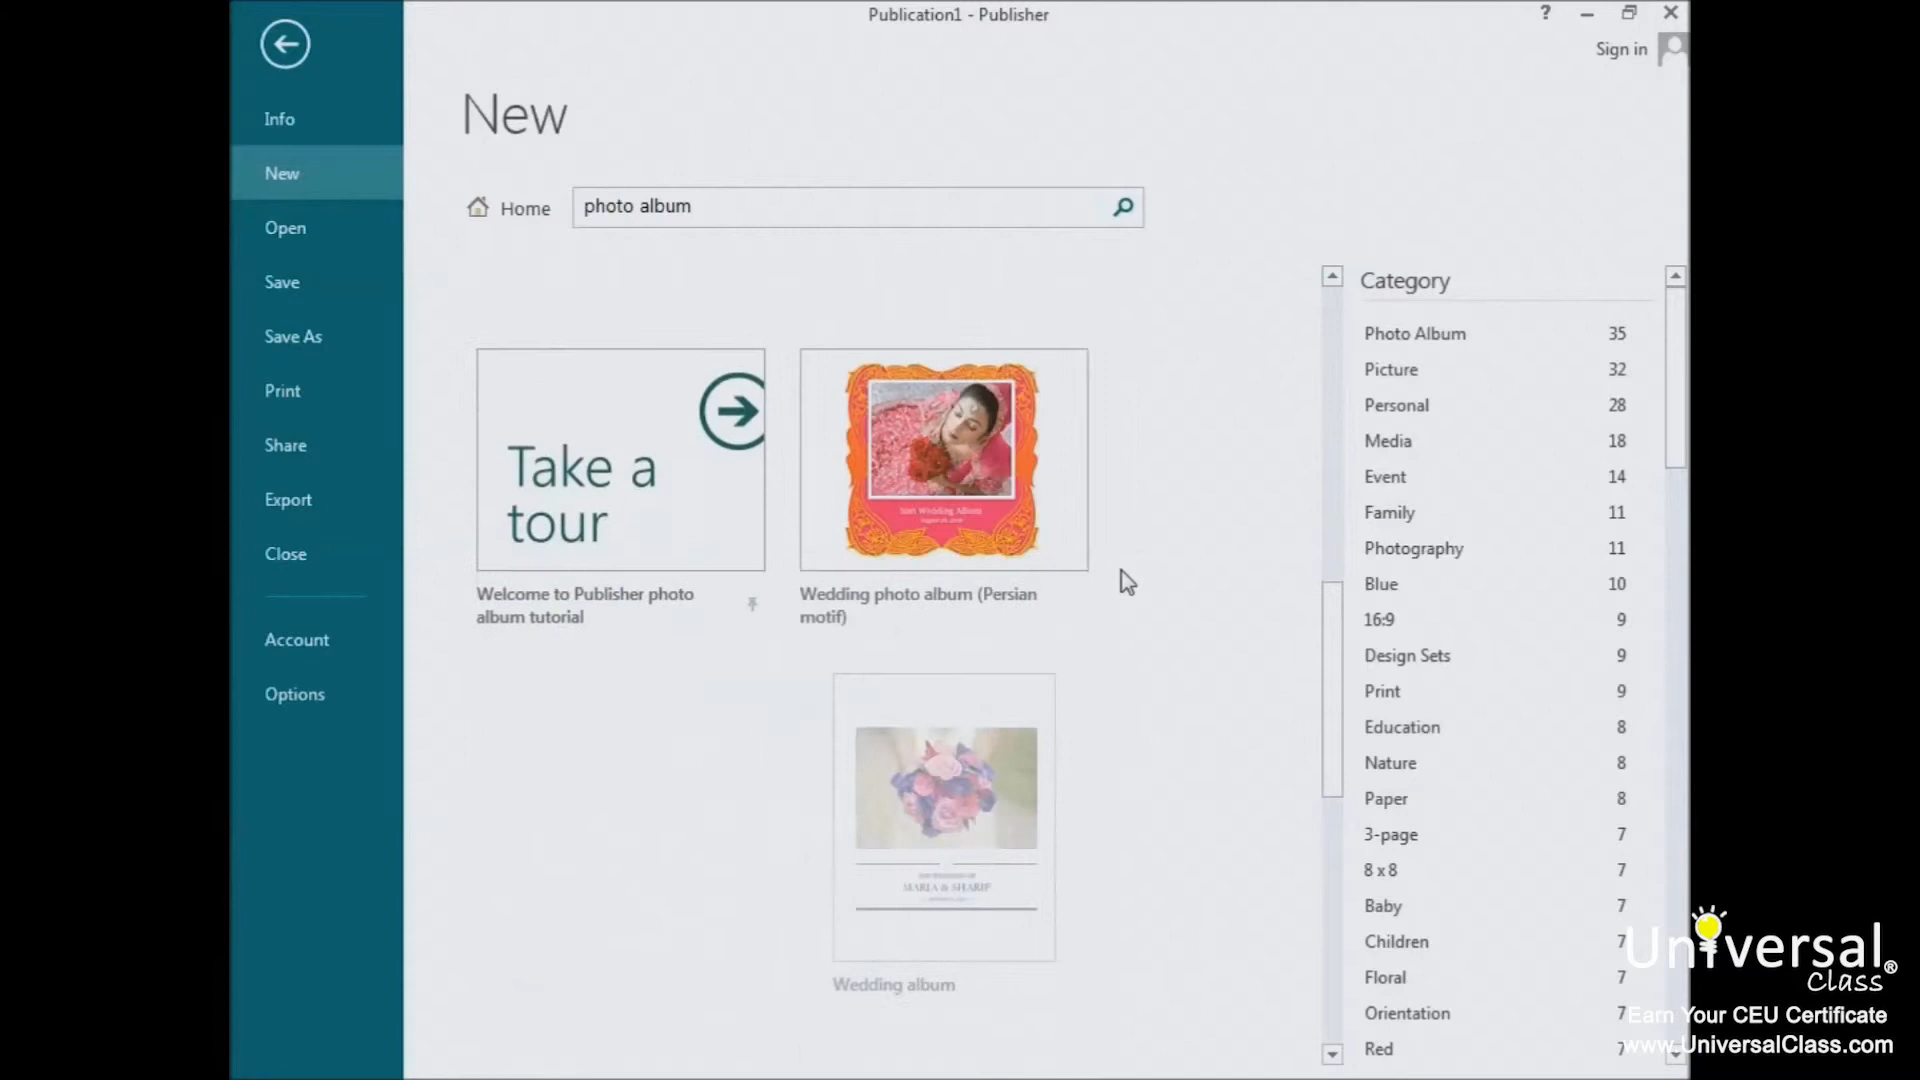 Publication1 - Publisher
?
Sign in
Info
New
Open
Save
Save As
Print
Share
Export
Close
Account
Options
New
Home
photo album
Take a
tour
Welcome to Publisher photo
album tutorial
Wedding Album
Wedding photo album (Persian
motif)
MARIA & SHARIF
Wedding album
Category
Photo Album 35
Picture 32
Personal 28
Media 18
Event 14
Family 11
Photography 11
Blue 10
16:9 9
Design Sets 9
Print 9
Education 8
Nature 8
Paper 8
3-page 7
8 x 8 7
Baby 7
Children 7
Floral 7
Orientation 7
Red 7
Universal®
Class
Earn Your CEU Certificate
www.UniversalClass.com